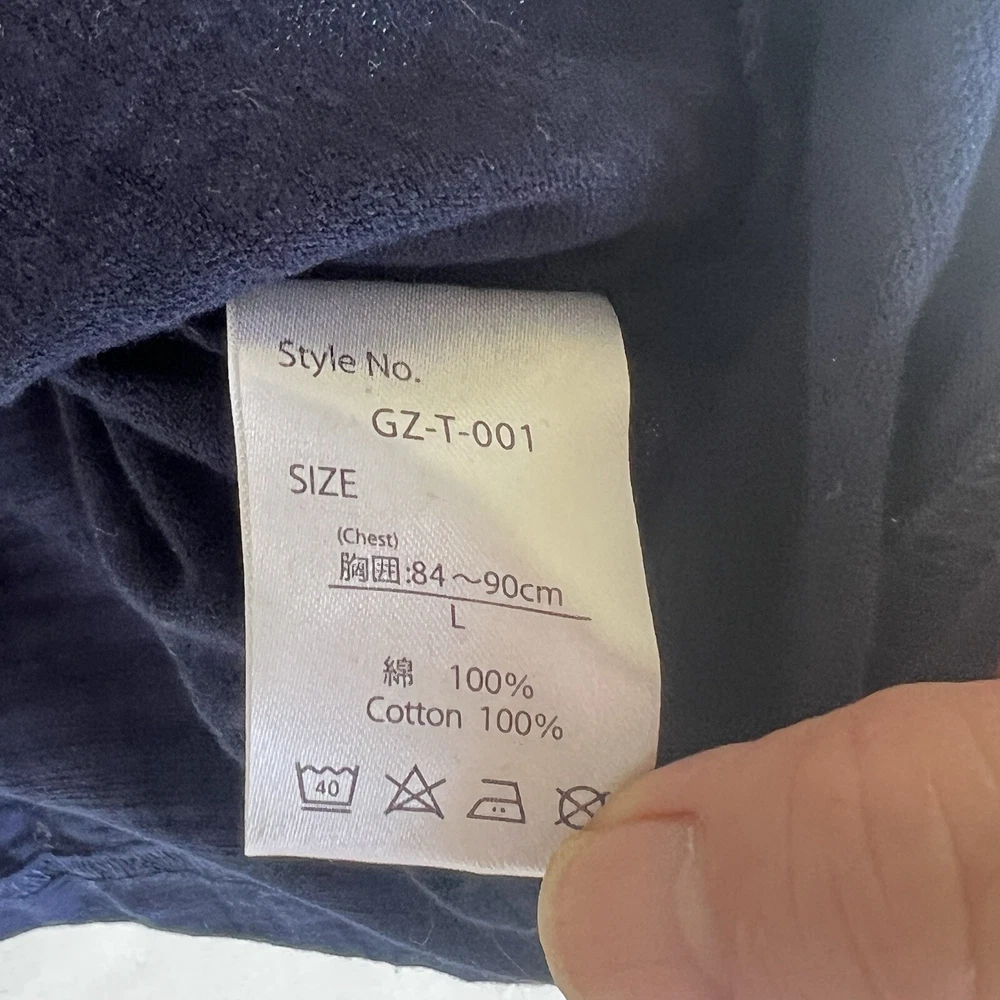 Style No.
GZ-T-001
SIZE
(Chest)
胸囲:84～90cm
L
綿 100%
Cotton 100%
40